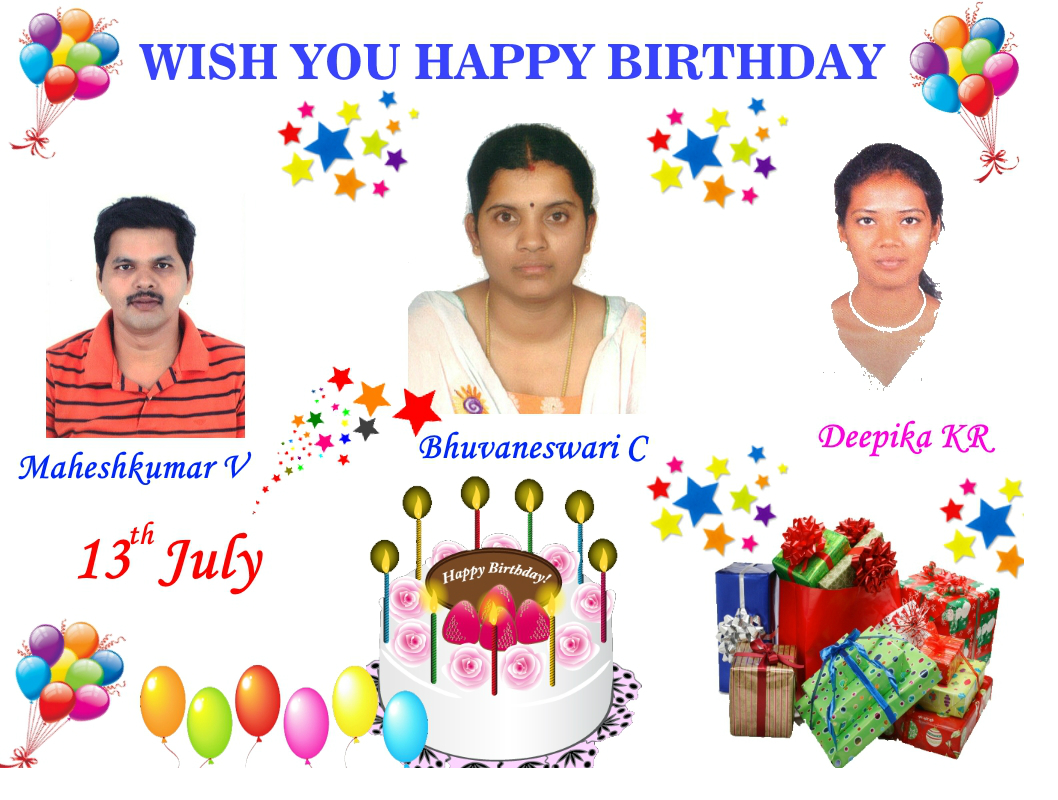 WISH YOU HAPPY BIRTHDAY
Maheshkumar V
Bhuvaneswari C
Deepika KR
13th July
Happy Birthday!